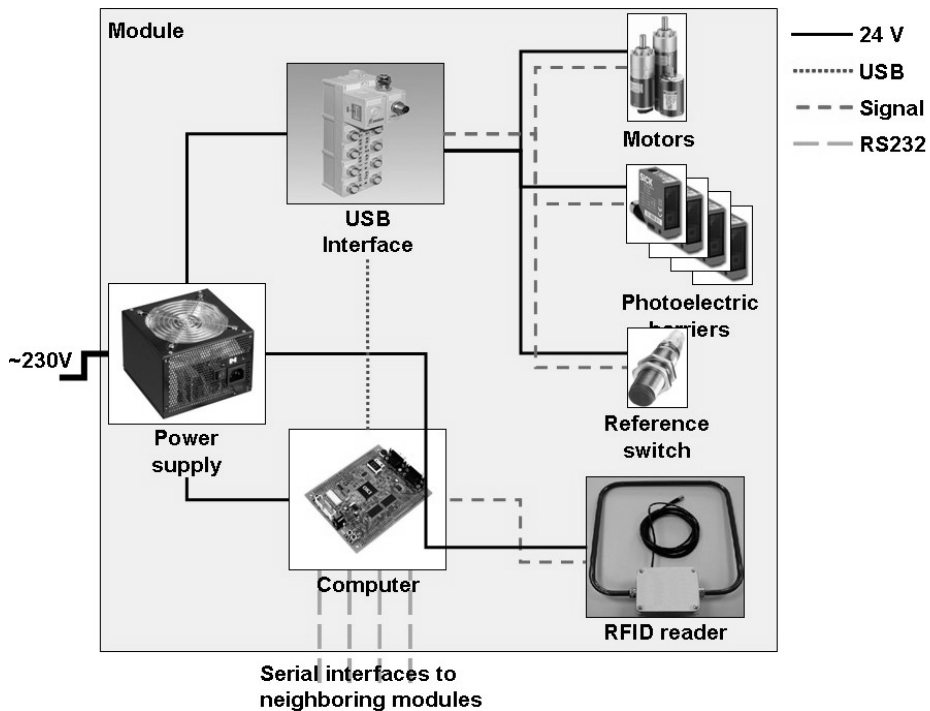 Module
24 V
USB
Signal
RS232
Motors
USB
Interface
SICK
Photoelectric
barriers
~230V
Power
supply
Reference
switch
Computer
RFID reader
Serial interfaces to
neighboring modules